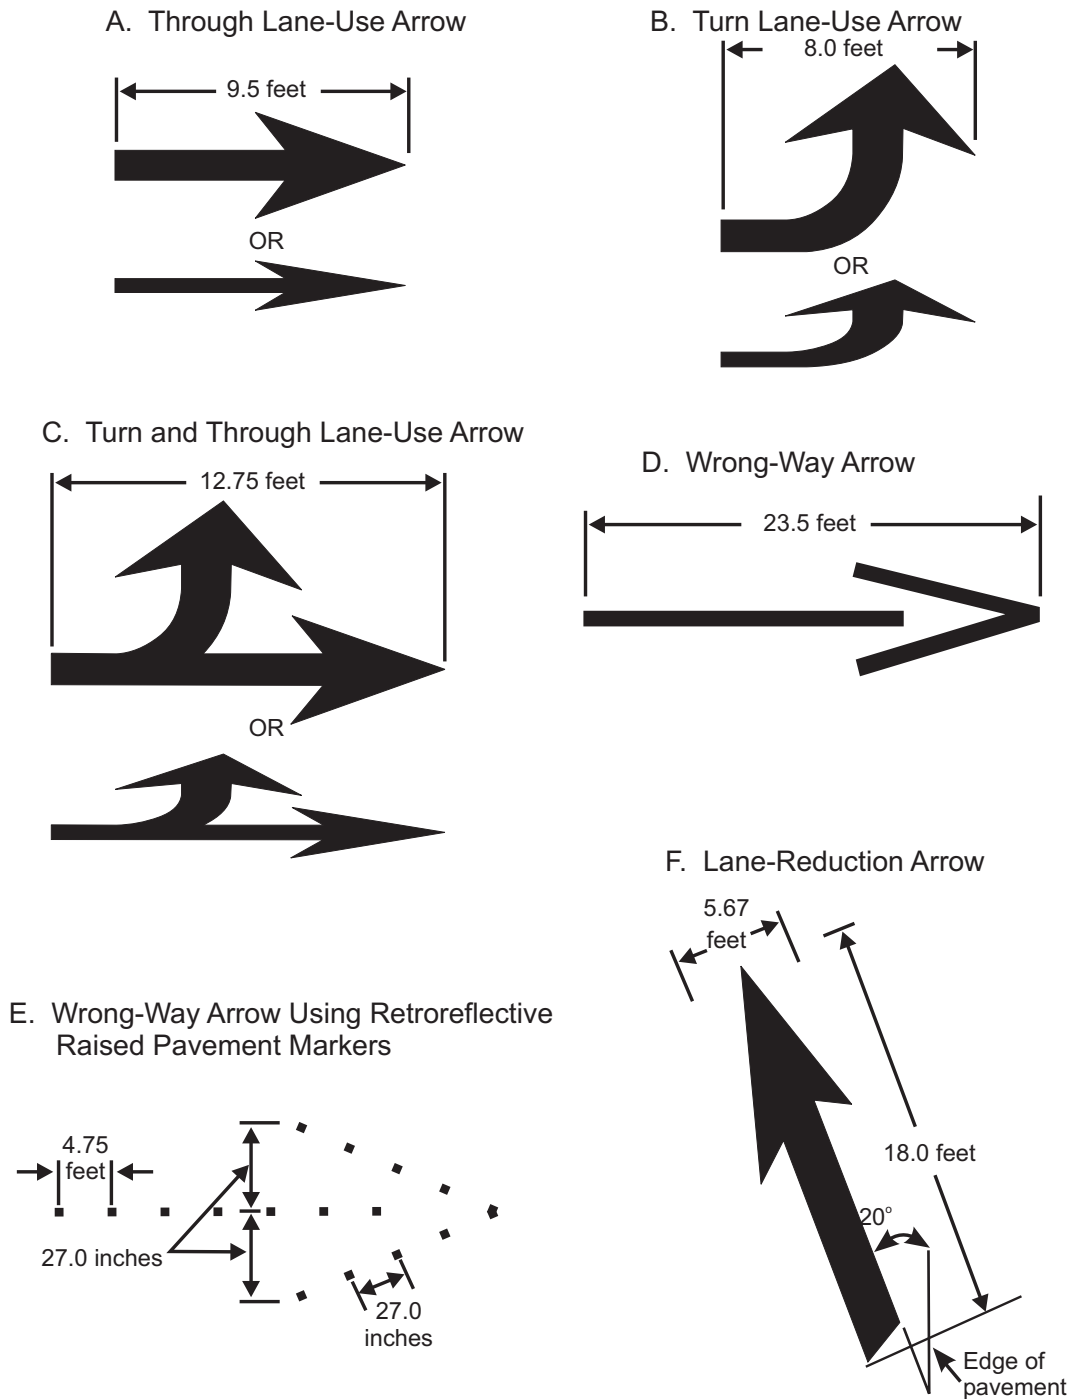 A. Through Lane-Use Arrow
9.5 feet
OR
B. Turn Lane-Use Arrow
8.0 feet
OR
C. Turn and Through Lane-Use Arrow
12.75 feet
OR
D. Wrong-Way Arrow
23.5 feet
E. Wrong-Way Arrow Using Retroreflective
Raised Pavement Markers
4.75
feet
27.0 inches
27.0
inches
F. Lane-Reduction Arrow
5.67
feet
18.0 feet
20°
Edge of
pavement